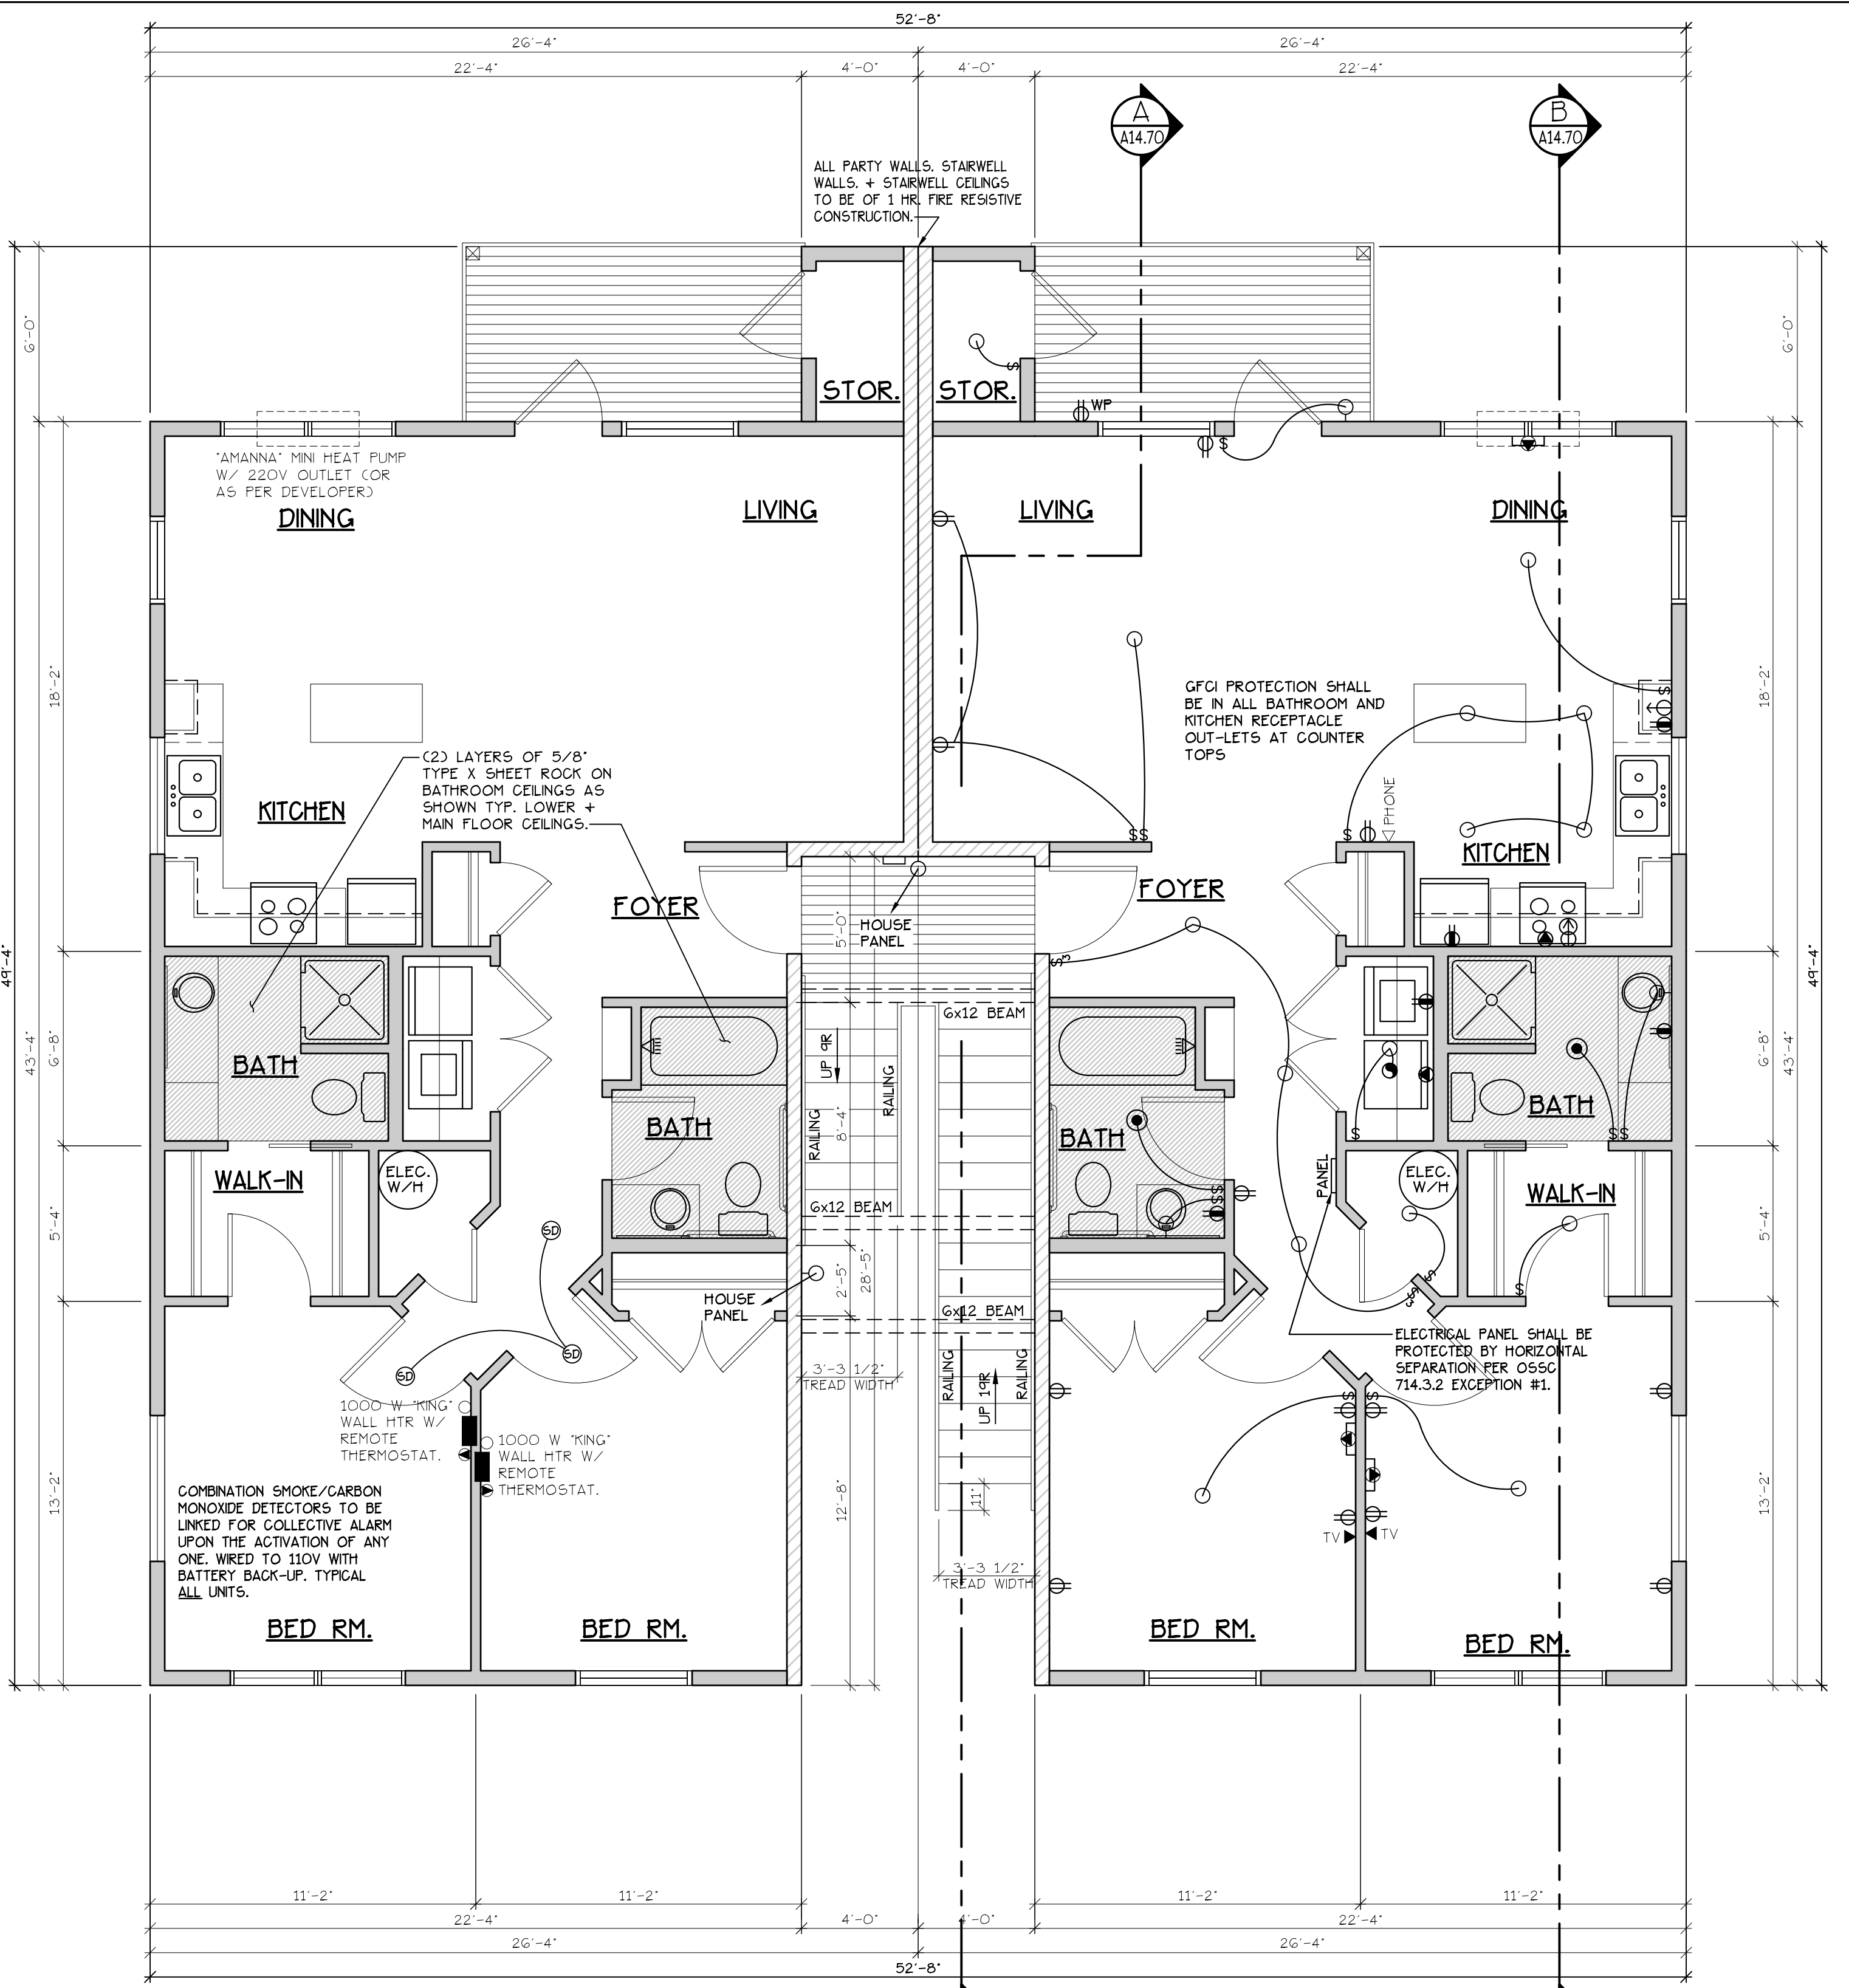 52'-8"
26'-4"
26'-4"
22'-4"
4'-0"
4'-0"
22'-4"
A
A14.70
B
A14.70
ALL PARTY WALLS, STAIRWELL
WALLS, + STAIRWELL CEILINGS
TO BE OF 1 HR. FIRE RESISTIVE
CONSTRUCTION.
6'-0"
6'-0"
STOR.
STOR.
WP
$
$
"AMANNA" MINI HEAT PUMP
W/ 220V OUTLET (OR
AS PER DEVELOPER)
DINING
LIVING
LIVING
DINING
18'-2"
18'-2"
GFCI PROTECTION SHALL
BE IN ALL BATHROOM AND
KITCHEN RECEPTACLE
OUT-LETS AT COUNTER
TOPS
$
(2) LAYERS OF 5/8"
TYPE X SHEET ROCK ON
BATHROOM CEILINGS AS
SHOWN TYP. LOWER +
MAIN FLOOR CEILINGS.
KITCHEN
PHONE
$$
$
KITCHEN
FOYER
FOYER
5'-0"
HOUSE
PANEL
$3
49'-4"
43'-4"
6'-8"
6'-8"
43'-4"
49'-4"
6x12 BEAM
UP 9R
RAILING
RAILING
8'-4"
BATH
BATH
BATH
BATH
$
$$
WALK-IN
ELEC.
W/H
PANEL
ELEC.
W/H
WALK-IN
$$
6x12 BEAM
5'-4"
5'-4"
2'-5"
28'-5"
SD
HOUSE
PANEL
6x12 BEAM
$
$
$3
SD
SD
3'-3 1/2"
TREAD WIDTH
RAILING
RAILING
UP 19R
ELECTRICAL PANEL SHALL BE
PROTECTED BY HORIZONTAL
SEPARATION PER OSSC
714.3.2 EXCEPTION #1.
1000 W "KING"
WALL HTR W/
REMOTE
THERMOSTAT.
1000 W "KING"
WALL HTR W/
REMOTE
THERMOSTAT.
$
$
COMBINATION SMOKE/CARBON
MONOXIDE DETECTORS TO BE
LINKED FOR COLLECTIVE ALARM
UPON THE ACTIVATION OF ANY
ONE. WIRED TO 110V WITH
BATTERY BACK-UP. TYPICAL
ALL UNITS.
13'-2"
12'-8"
11"
13'-2"
TV
TV
3'-3 1/2"
TREAD WIDTH
BED RM.
BED RM.
BED RM.
BED RM.
11'-2"
11'-2"
11'-2"
11'-2"
22'-4"
4'-0"
4'-0"
22'-4"
26'-4"
26'-4"
52'-8"